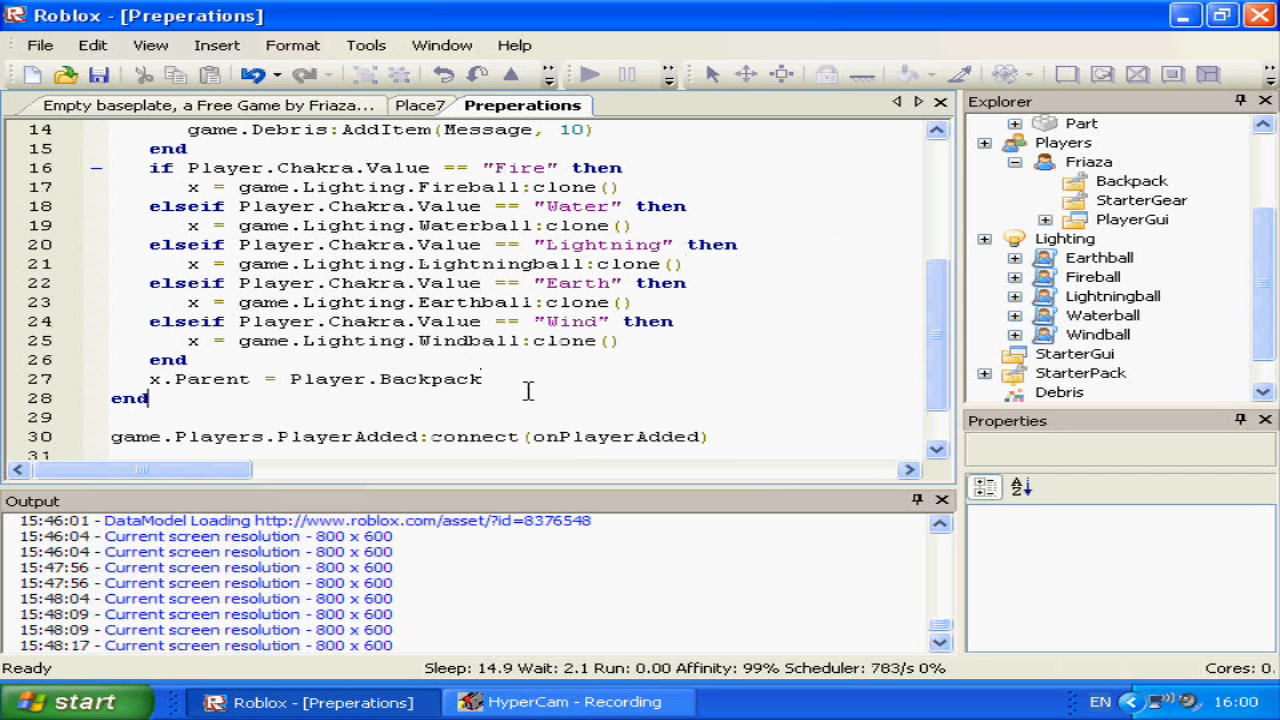 Roblox - [Preperations]
File Edit View Insert Format Tools Window Help
Empty baseplate, a Free Game by Friaza... Place7 Preperations
14 game.Debris:AddItem(Message, 10)
15 end
16 if Player.Chakra.Value == "Fire" then
17 x = game.Lighting.Fireball:clone()
18 elseif Player.Chakra.Value == "Water" then
19 x = game.Lighting.Waterball:clone()
20 elseif Player.Chakra.Value == "Lightning" then
21 x = game.Lighting.Lightningball:clone()
22 elseif Player.Chakra.Value == "Earth" then
23 x = game.Lighting.Earthball:clone()
24 elseif Player.Chakra.Value == "Wind" then
25 x = game.Lighting.Windball:clone()
26 end
27 x.Parent = Player.Backpack
28 end
29
30 game.Players.PlayerAdded:connect(onPlayerAdded)
31
Explorer
Part
Players
Friaza
Backpack
StarterGear
PlayerGui
Lighting
Earthball
Fireball
Lightningball
Waterball
Windball
StarterGui
StarterPack
Debris
Properties
Output
15:46:01 - DataModel Loading http://www.roblox.com/asset/?id=8376548
15:46:04 - Current screen resolution - 800 x 600
15:46:04 - Current screen resolution - 800 x 600
15:47:56 - Current screen resolution - 800 x 600
15:47:56 - Current screen resolution - 800 x 600
15:48:04 - Current screen resolution - 800 x 600
15:48:09 - Current screen resolution - 800 x 600
15:48:09 - Current screen resolution - 800 x 600
15:48:17 - Current screen resolution - 800 x 600
Ready Sleep: 14.9 Wait: 2.1 Run: 0.00 Affinity: 99% Scheduler: 783/s 0% Cores: 0.
start Roblox - [Preperations] HyperCam - Recording EN 16:00